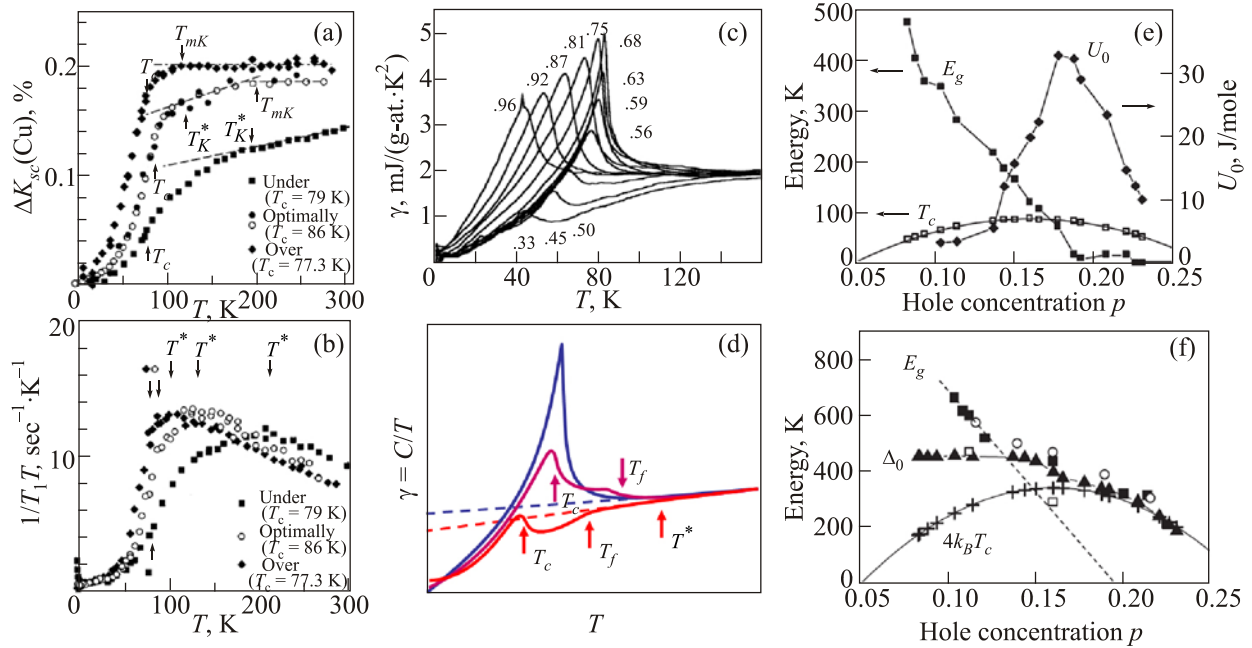 (a)
ΔK_sc(Cu), %
0.2
0.1
0
T_mK
T
T_mK
T_K^*
T_K^*
T
T_c
Under
(T_c = 79 K)
Optimally
(T_c = 86 K)
Over
(T_c = 77.3 K)
0
100
200
300
T, K
(b)
1/T_1T, sec^−1·K^−1
20
10
0
T^*
T^*
T^*
Under
(T_c = 79 K)
Optimally
(T_c = 86 K)
Over
(T_c = 77.3 K)
0
100
200
300
T, K
(c)
γ, mJ/(g-at.·K^2)
5
4
3
2
1
.96
.92
.87
.81
.75
.68
.63
.59
.56
.33
.45
.50
0
40
80
120
T, K
(d)
γ = C/T
T_f
T_c
T_c
T_f
T^*
T
(e)
Energy, K
500
400
300
200
100
0
E_g
U_0
T_c
U_0, J/mole
30
20
10
0
0.05
0.10
0.15
0.20
0.25
Hole concentration p
(f)
Energy, K
800
600
400
200
0
E_g
Δ_0
4k_BT_c
0.05
0.10
0.15
0.20
0.25
Hole concentration p